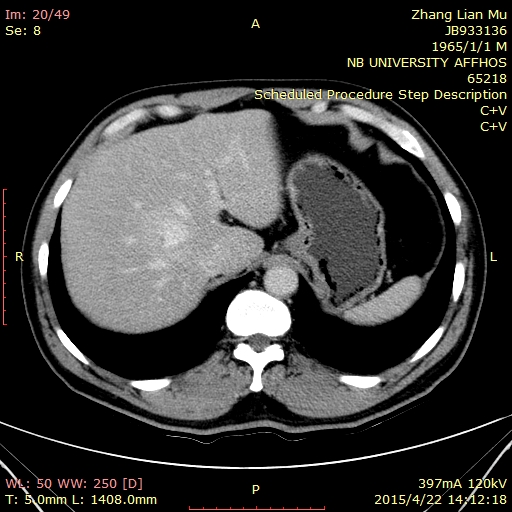 Im: 20/49
Se: 8
A
Zhang Lian Mu
JB933136
1965/1/1 M
NB UNIVERSITY AFFHOS
65218
Scheduled Procedure Step Description
C+V
C+V
R
L
WL: 50 WW: 250 [D]
T: 5.0mm L: 1408.0mm
P
397mA 120kV
2015/4/22 14:12:18